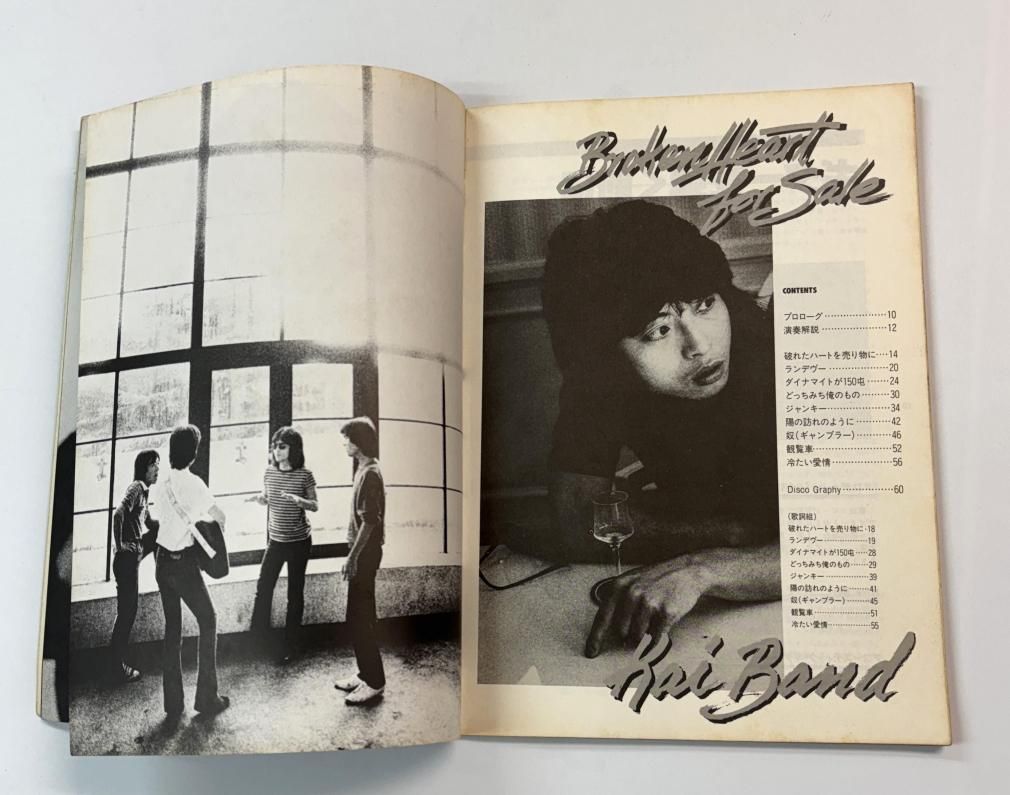 Broken Heart
for Sale
CONTENTS
プロローグ…………………10
演奏解説…………………12
破れたハートを売り物に‥‥14
ランデヴー………………20
ダイナマイトが150屯………24
どっちみち俺のもの………30
ジャンキー…………………34
陽の訪れのように…………42
奴(ギャンブラー)…………46
観覧車……………………52
冷たい愛情………………56
Disco Graphy……………60
(歌詞組)
破れたハートを売り物に‥18
ランデヴー………………19
ダイナマイトが150屯……28
どっちみち俺のもの……29
ジャンキー………………39
陽の訪れのように………41
奴(ギャンブラー)………45
観覧車…………………51
冷たい愛情……………55
Kai Band